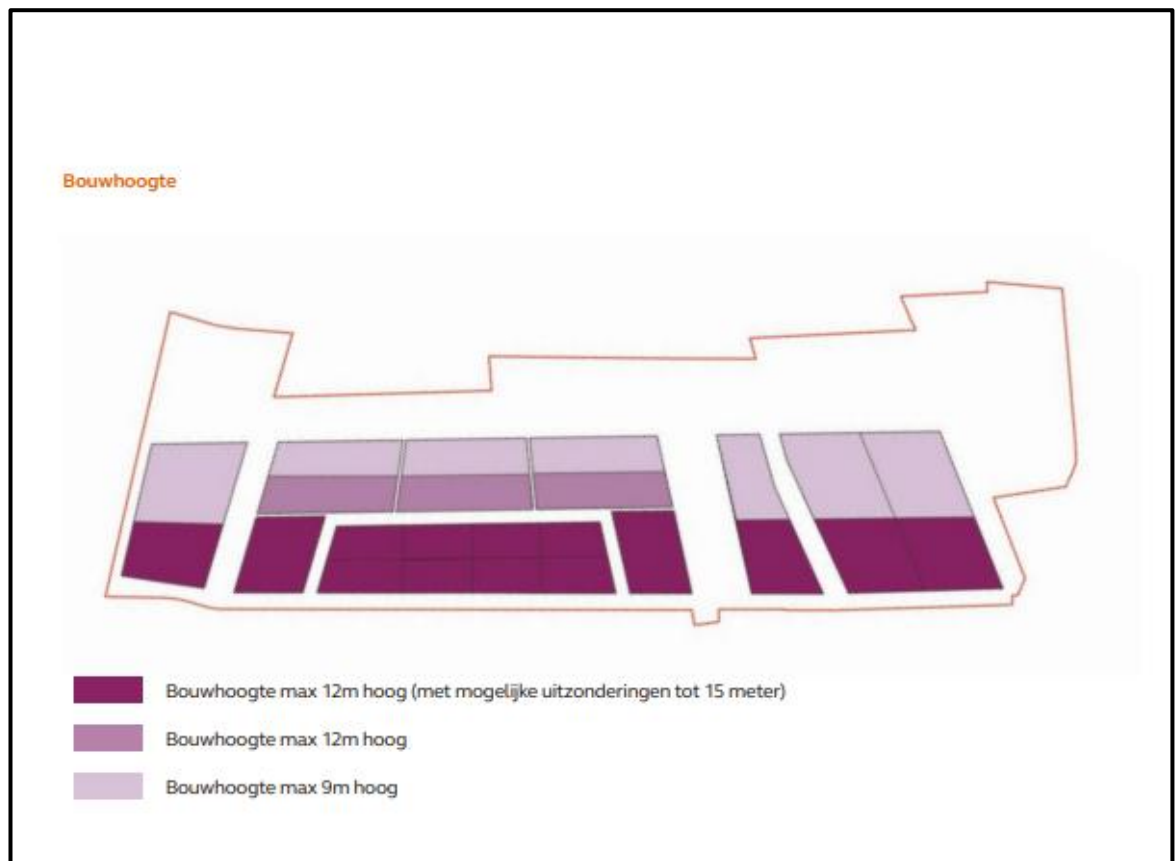 Bouwhoogte
Bouwhoogte max 12m hoog (met mogelijke uitzonderingen tot 15 meter)
Bouwhoogte max 12m hoog
Bouwhoogte max 9m hoog